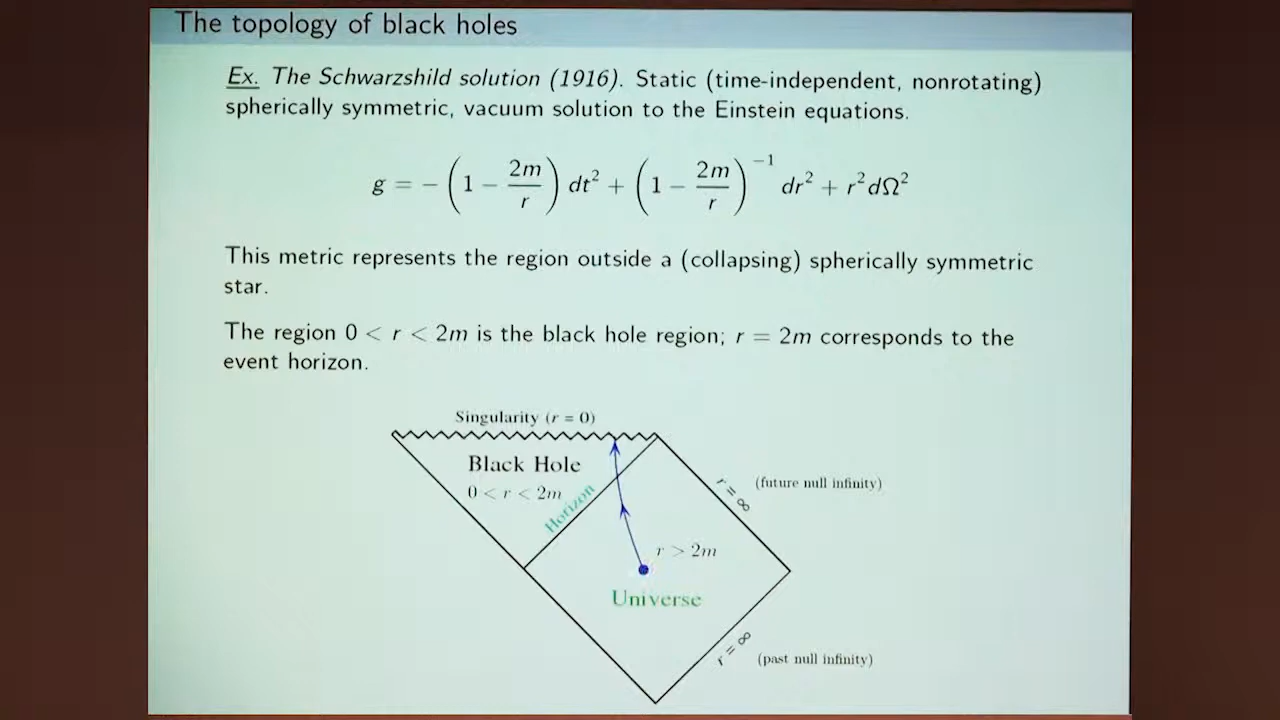 The topology of black holes
Ex. The Schwarzshild solution (1916). Static (time-independent, nonrotating)
spherically symmetric, vacuum solution to the Einstein equations.
g = − (1 − 2m/r) dt² + (1 − 2m/r)⁻¹ dr² + r²dΩ²
This metric represents the region outside a (collapsing) spherically symmetric
star.
The region 0 < r < 2m is the black hole region; r = 2m corresponds to the
event horizon.
Singularity (r = 0)
Black Hole
0 < r < 2m
Horizon
r = ∞
(future null infinity)
r > 2m
Universe
r = ∞
(past null infinity)